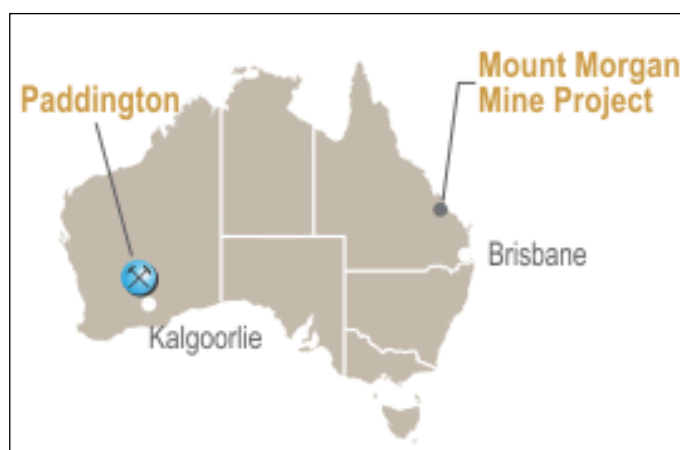 Mount Morgan
Mine Project
Paddington
Brisbane
Kalgoorlie